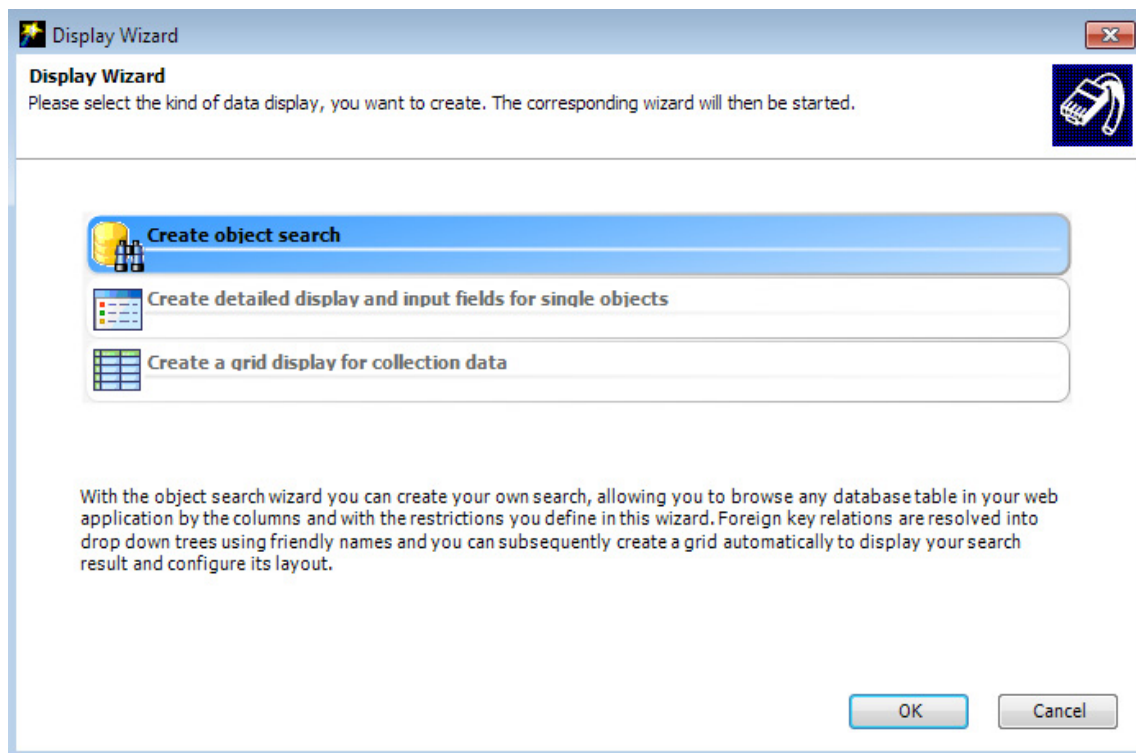 Display Wizard
Display Wizard
Please select the kind of data display, you want to create. The corresponding wizard will then be started.
Create object search
Create detailed display and input fields for single objects
Create a grid display for collection data
With the object search wizard you can create your own search, allowing you to browse any database table in your web
application by the columns and with the restrictions you define in this wizard. Foreign key relations are resolved into
drop down trees using friendly names and you can subsequently create a grid automatically to display your search
result and configure its layout.
OK
Cancel